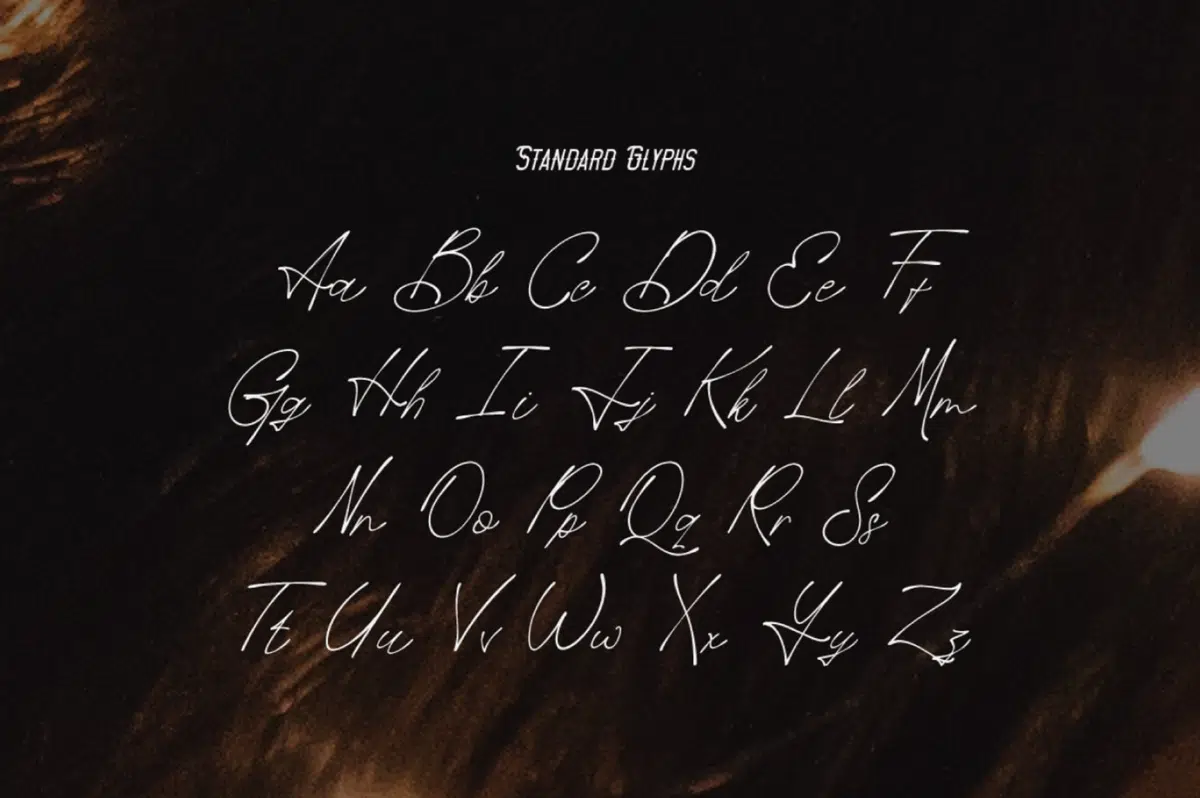 Standard Glyphs
Aa Bb Cc Dd Ee Ff
Gg Hh Ii Jj Kk Ll Mm
Nn Oo Pp Qq Rr Ss
Tt Uu Vv Ww Xx Yy Zz